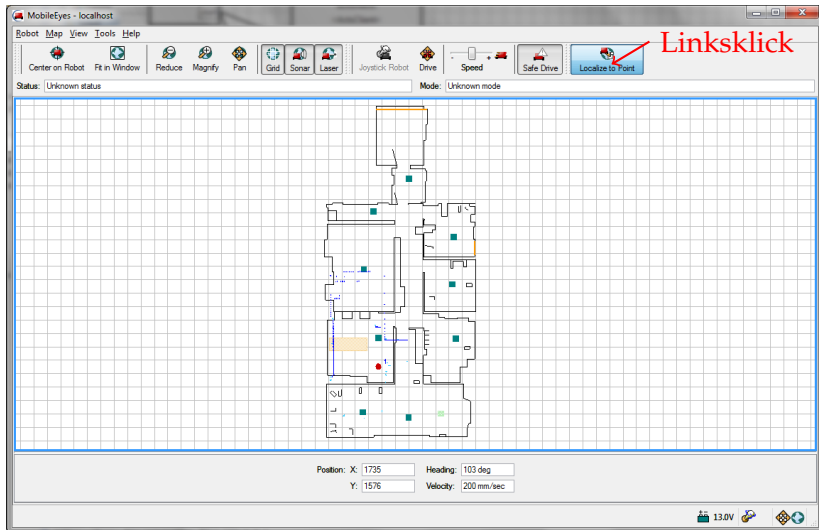 MobileEyes - localhost
Robot Map View Tools Help
Linksklick
Center on Robot Fit in Window Reduce Magnify Pan Grid Sonar Laser Joystick Robot Drive - + Speed Safe Drive Localize to Point
Status: Unknown status Mode: Unknown mode
Position: X: 1735 Heading: 103 deg
Y: 1576 Velocity: 200 mm/sec
13.0V